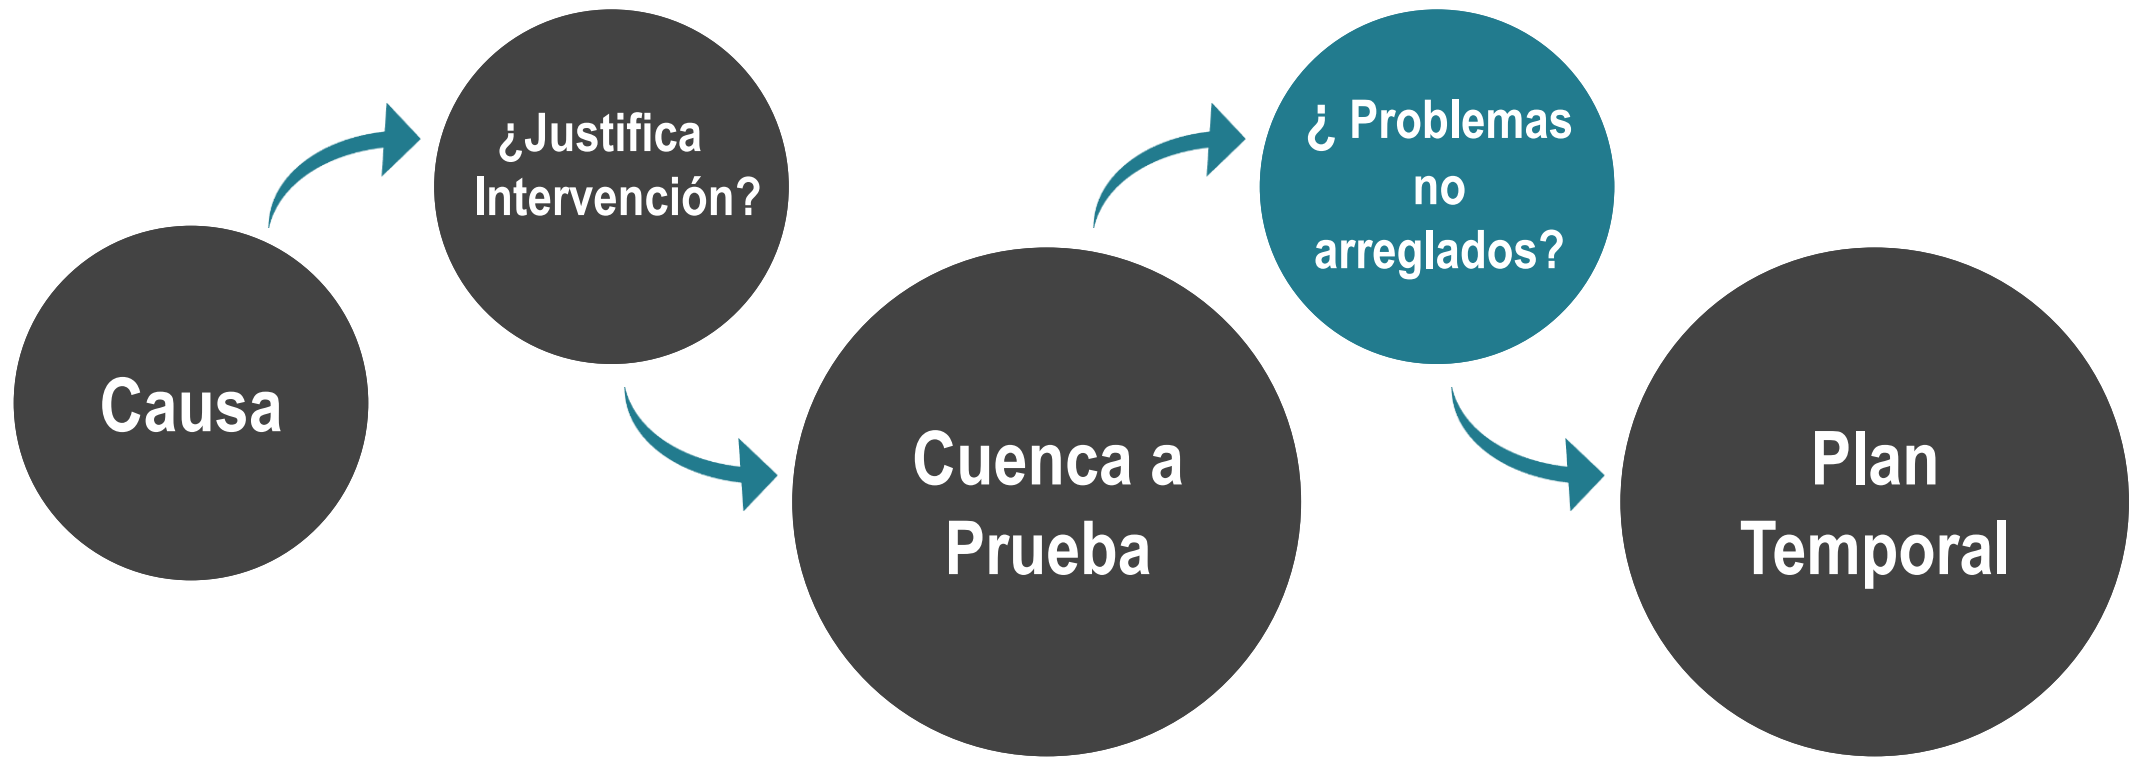 Causa
¿Justifica
Intervención?
Cuenca a
Prueba
¿ Problemas
no
arreglados?
Plan
Temporal